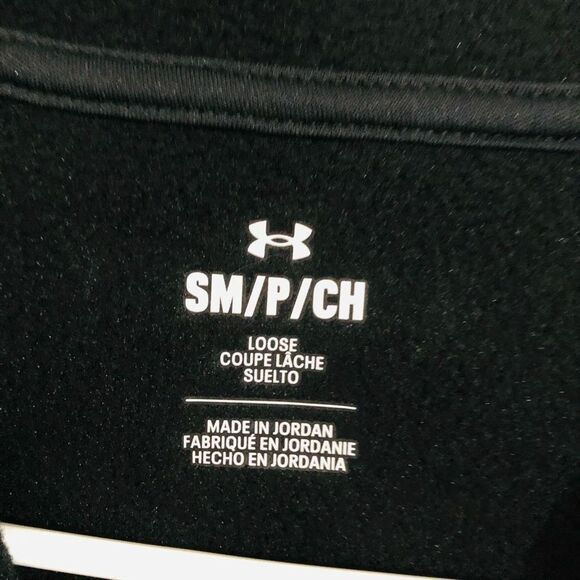 SM/P/CH
LOOSE
COUPE LÂCHE
SUELTO
MADE IN JORDAN
FABRIQUÉ EN JORDANIE
HECHO EN JORDANIA